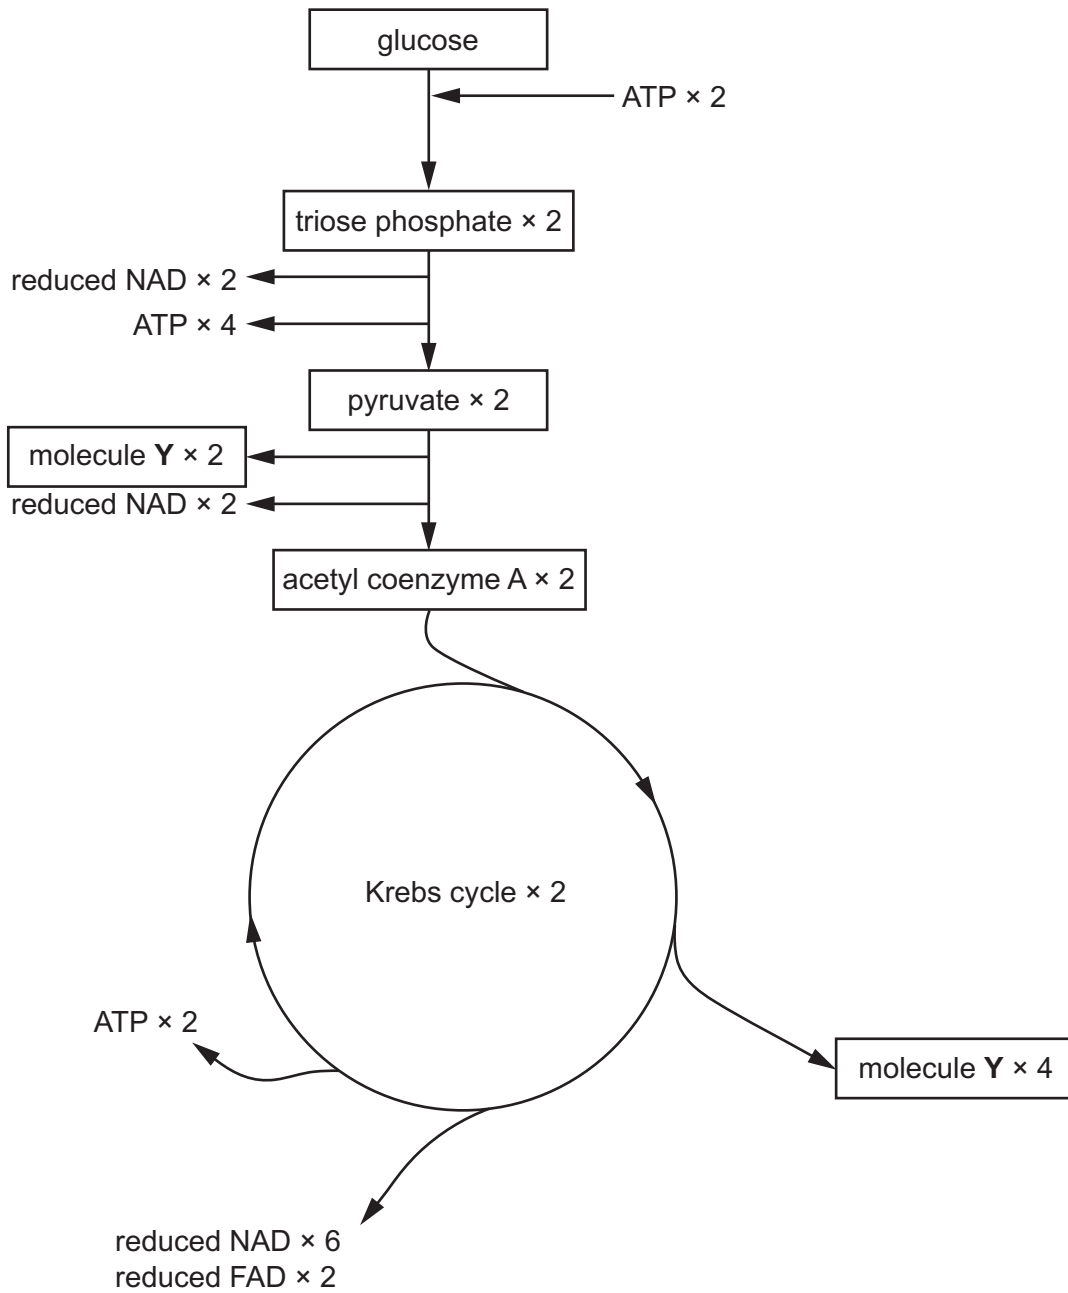 glucose
ATP × 2
triose phosphate × 2
reduced NAD × 2
ATP × 4
pyruvate × 2
molecule Y × 2
reduced NAD × 2
acetyl coenzyme A × 2
Krebs cycle × 2
ATP × 2
molecule Y × 4
reduced NAD × 6
reduced FAD × 2